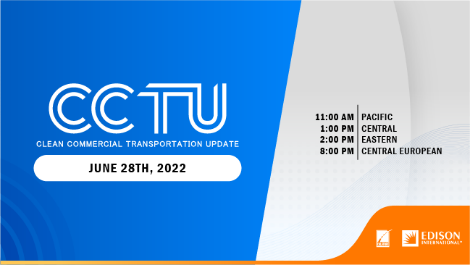 CCTU
CLEAN COMMERCIAL TRANSPORTATION UPDATE
JUNE 28TH, 2022
11:00 AM PACIFIC
1:00 PM CENTRAL
2:00 PM EASTERN
8:00 PM CENTRAL EUROPEAN
EDISON
INTERNATIONAL®